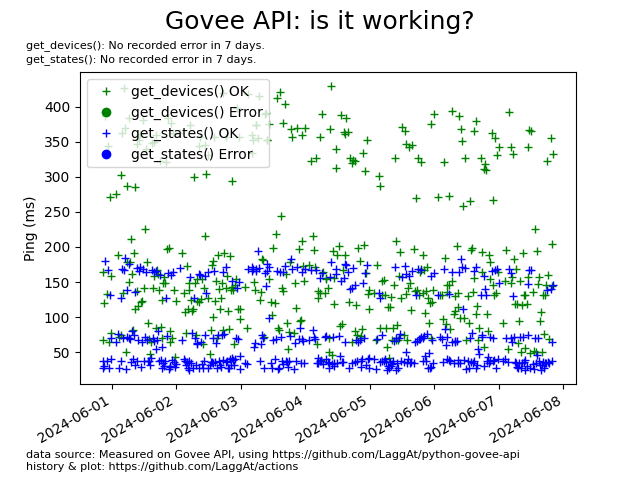 Govee API: is it working?
get_devices(): No recorded error in 7 days.
get_states(): No recorded error in 7 days.
get_devices() OK
get_devices() Error
get_states() OK
get_states() Error
Ping (ms)
400
350
300
250
200
150
100
50
2024-06-01
2024-06-02
2024-06-03
2024-06-04
2024-06-05
2024-06-06
2024-06-07
2024-06-08
data source: Measured on Govee API, using https://github.com/LaggAt/python-govee-api
history & plot: https://github.com/LaggAt/actions